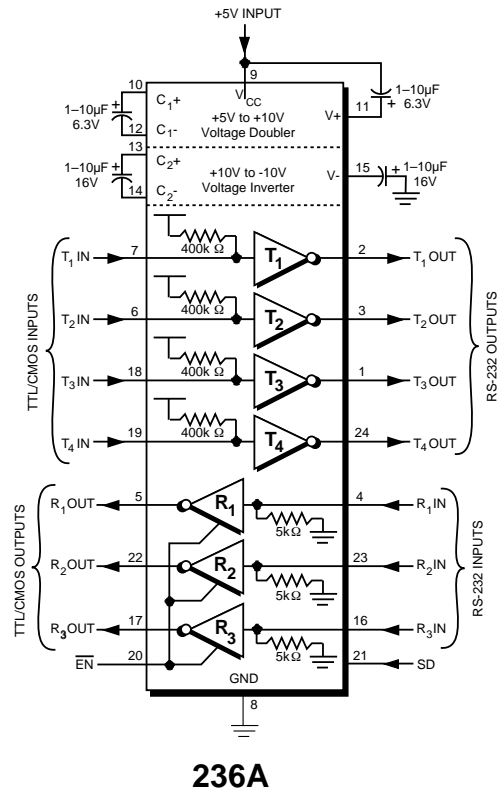 +5V INPUT
9
VCC
10
C1+
1–10µF +
6.3V
12
C1-
+5V to +10V
Voltage Doubler
V+
11
1–10µF
+ 6.3V
13
C2+
1–10µF +
16V
14
C2-
+10V to -10V
Voltage Inverter
V-
15
+ 1–10µF
16V
TTL/CMOS INPUTS
T1 IN
7
400k Ω
T1
2
T1 OUT
T2 IN
6
400k Ω
T2
3
T2 OUT
T3 IN
18
400k Ω
T3
1
T3 OUT
T4 IN
19
400k Ω
T4
24
T4 OUT
RS-232 OUTPUTS
TTL/CMOS OUTPUTS
R1 OUT
5
R1
4
R1 IN
5kΩ
R2 OUT
22
R2
23
R2 IN
5kΩ
R3 OUT
17
R3
16
R3 IN
5kΩ
RS-232 INPUTS
EN
20
21
SD
GND
8
236A